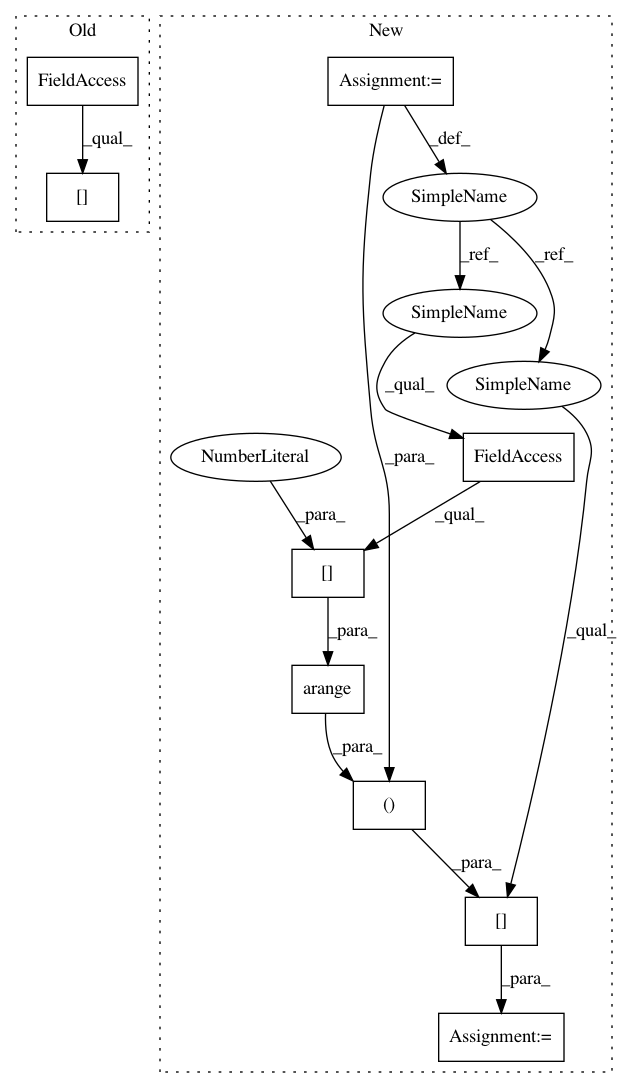 Old
New
FieldAccess
Assignment:=
_qual_
_def_
[]
SimpleName
_ref_
_ref_
SimpleName
SimpleName
_qual_
NumberLiteral
_para_
FieldAccess
_para_
_qual_
[]
_qual_
_para_
arange
_para_
()
_para_
[]
_para_
Assignment:=